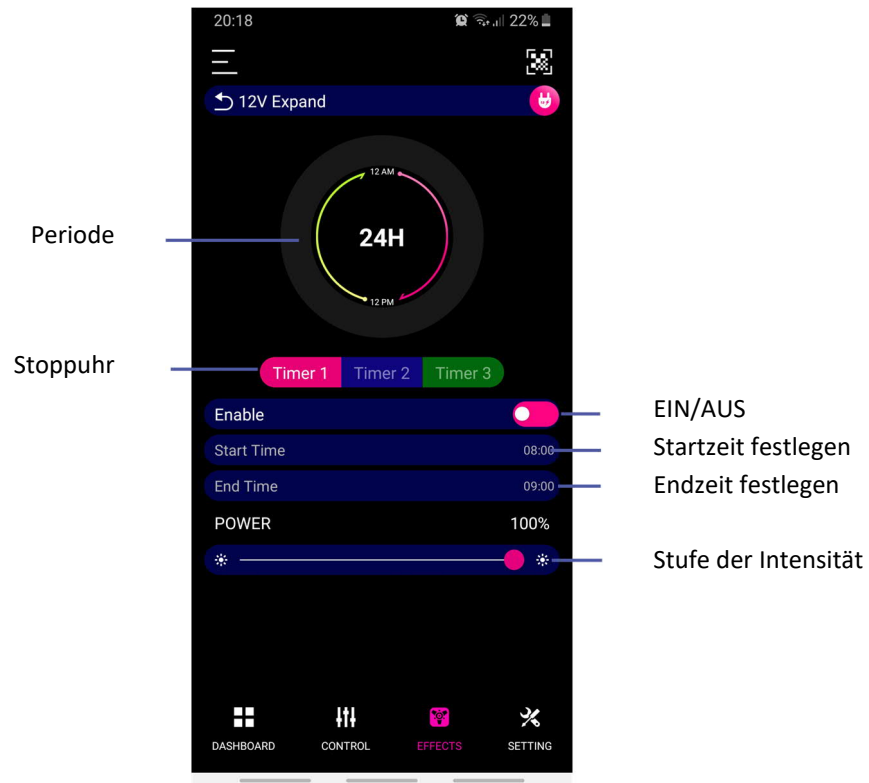 20:18 22%
12V Expand
12 AM
Periode
24H
12 PM
Stoppuhr
Timer 1 Timer 2 Timer 3
Enable EIN/AUS
Start Time 08:00 Startzeit festlegen
End Time 09:00 Endzeit festlegen
POWER 100%
Stufe der Intensität
DASHBOARD CONTROL EFFECTS SETTING